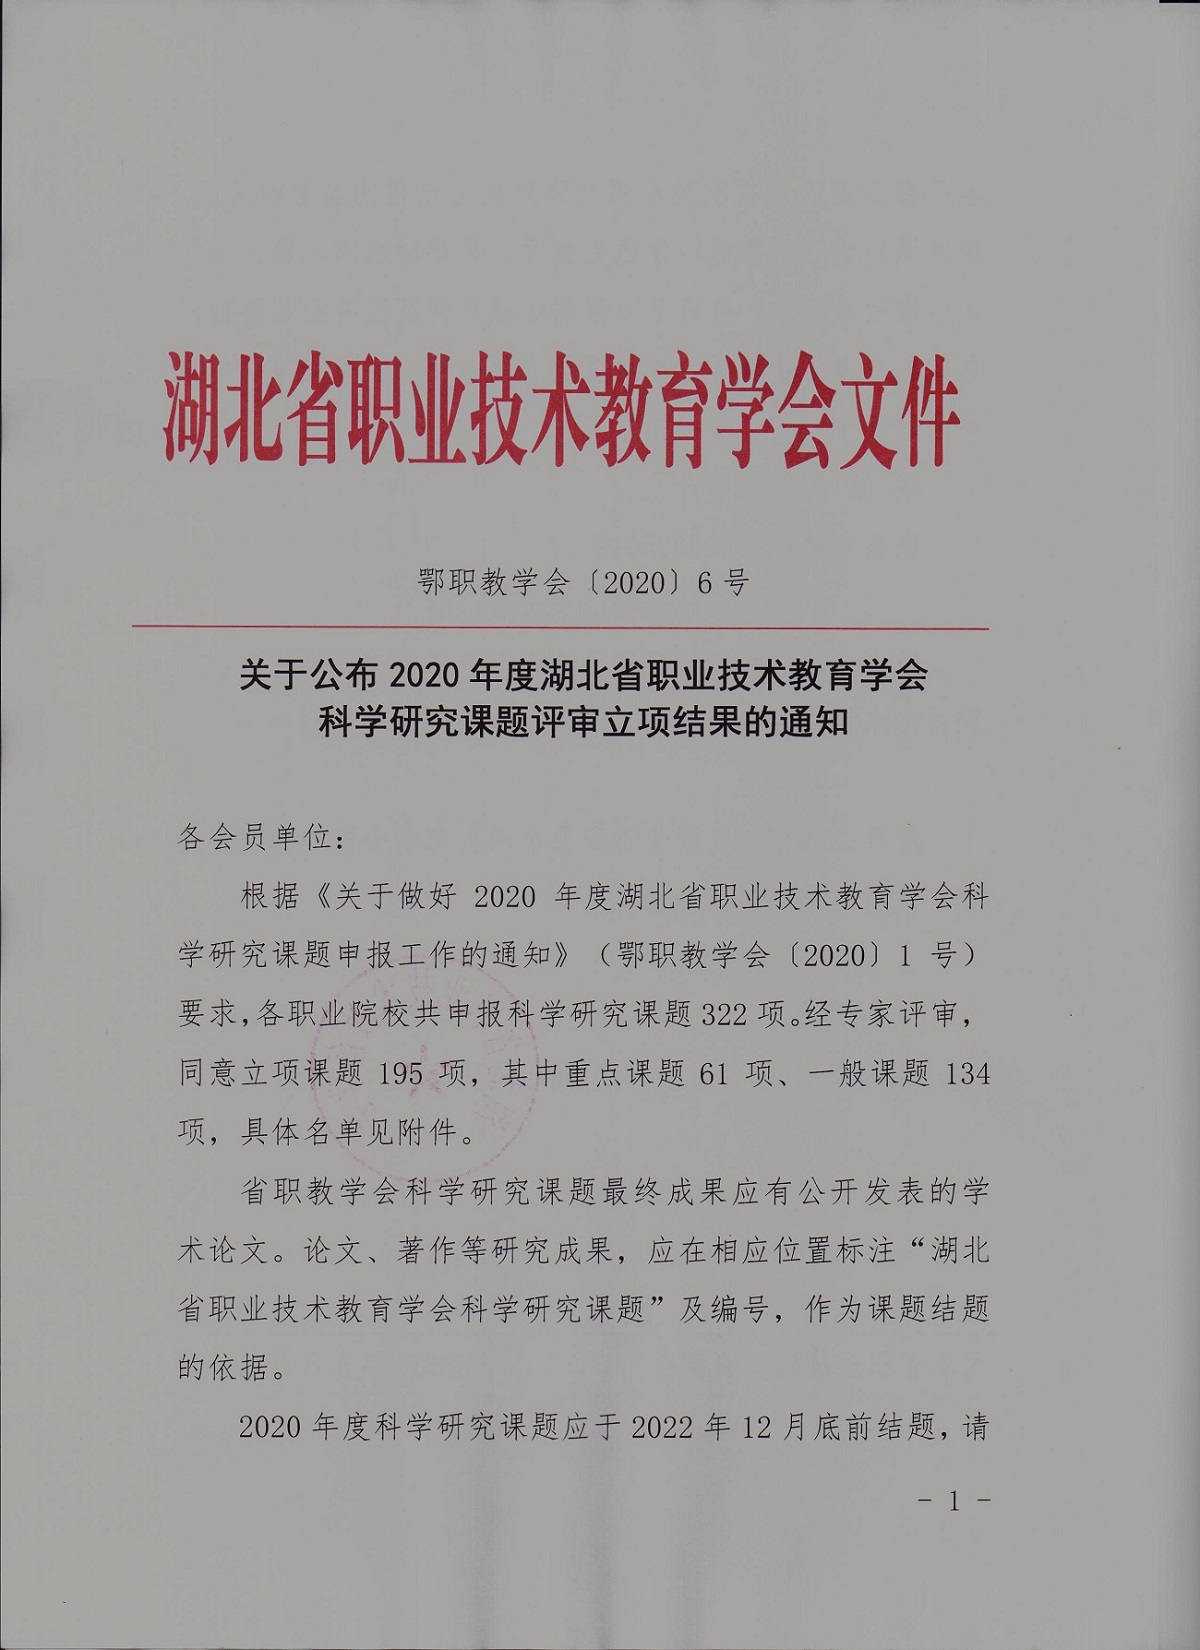 湖北省职业技术教育学会文件
鄂职教学会〔2020〕6 号
关于公布 2020 年度湖北省职业技术教育学会
科学研究课题评审立项结果的通知
各会员单位：
根据《关于做好 2020 年度湖北省职业技术教育学会科
学研究课题申报工作的通知》（鄂职教学会〔2020〕1 号）
要求，各职业院校共申报科学研究课题 322 项。经专家评审，
同意立项课题 195 项，其中重点课题 61 项、一般课题 134
项，具体名单见附件。
省职教学会科学研究课题最终成果应有公开发表的学
术论文。论文、著作等研究成果，应在相应位置标注“湖北
省职业技术教育学会科学研究课题”及编号，作为课题结题
的依据。
2020 年度科学研究课题应于 2022 年 12 月底前结题，请
- 1 -